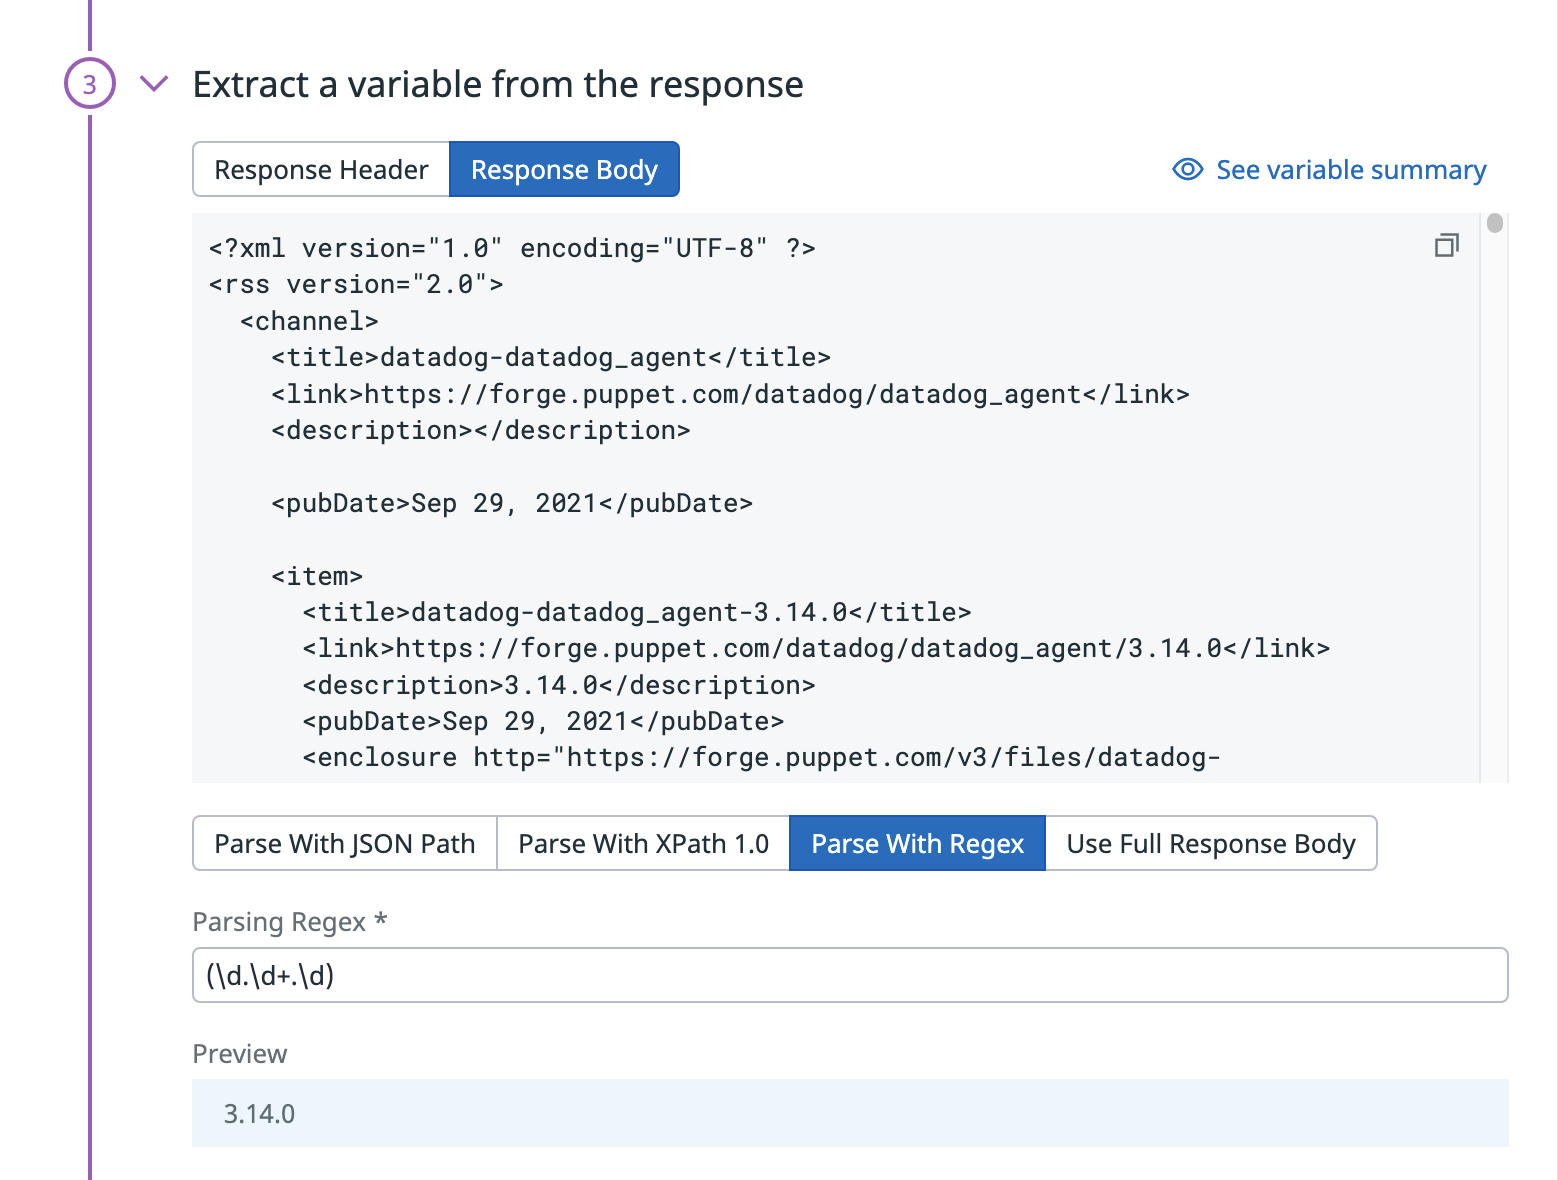 3
Extract a variable from the response
Response Header
Response Body
See variable summary
<?xml version="1.0" encoding="UTF-8" ?>
<rss version="2.0">
  <channel>
    <title>datadog-datadog_agent</title>
    <link>https://forge.puppet.com/datadog/datadog_agent</link>
    <description></description>
    <pubDate>Sep 29, 2021</pubDate>
    <item>
      <title>datadog-datadog_agent-3.14.0</title>
      <link>https://forge.puppet.com/datadog/datadog_agent/3.14.0</link>
      <description>3.14.0</description>
      <pubDate>Sep 29, 2021</pubDate>
      <enclosure http="https://forge.puppet.com/v3/files/datadog-
Parse With JSON Path
Parse With XPath 1.0
Parse With Regex
Use Full Response Body
Parsing Regex *
(\d.\d+.\d)
Preview
3.14.0